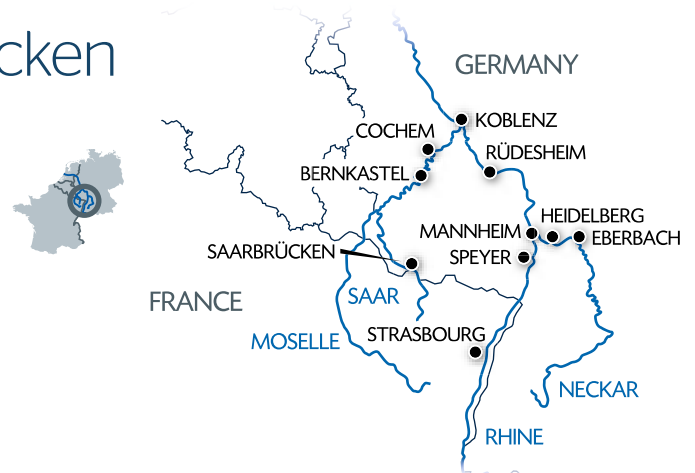 cken
GERMANY
KOBLENZ
COCHEM
RÜDESHEIM
BERNKASTEL
HEIDELBERG
MANNHEIM
EBERBACH
SAARBRÜCKEN
SPEYER
SAAR
FRANCE
STRASBOURG
MOSELLE
NECKAR
RHINE